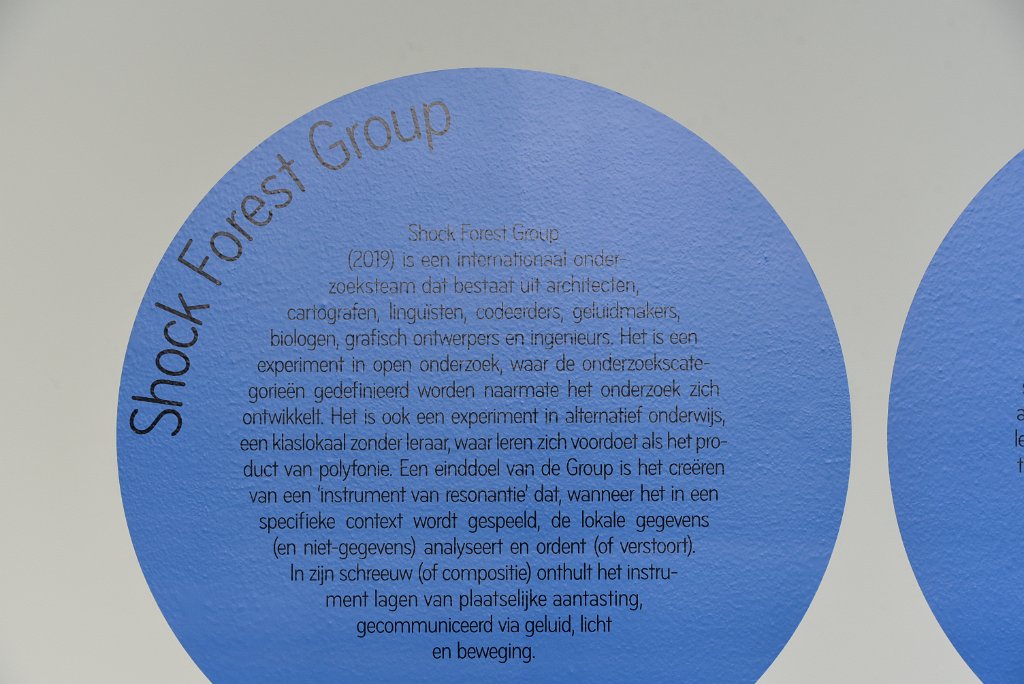 Shock Forest Group
Shock Forest Group
(2019) is een internationaal onder-
zoeksteam dat bestaat uit architecten,
cartografen, linguïsten, codeerders, geluidmakers,
biologen, grafisch ontwerpers en ingenieurs. Het is een
experiment in open onderzoek, waar de onderzoekscate-
gorieën gedefinieerd worden naarmate het onderzoek zich
ontwikkelt. Het is ook een experiment in alternatief onderwijs,
een klaslokaal zonder leraar, waar leren zich voordoet als het pro-
duct van polyfonie. Een einddoel van de Group is het creëren
van een 'instrument van resonantie' dat, wanneer het in een
specifieke context wordt gespeeld, de lokale gegevens
(en niet-gegevens) analyseert en ordent (of verstoort).
In zijn schreeuw (of compositie) onthult het instru-
ment lagen van plaatselijke aantasting,
gecommuniceerd via geluid, licht
en beweging.